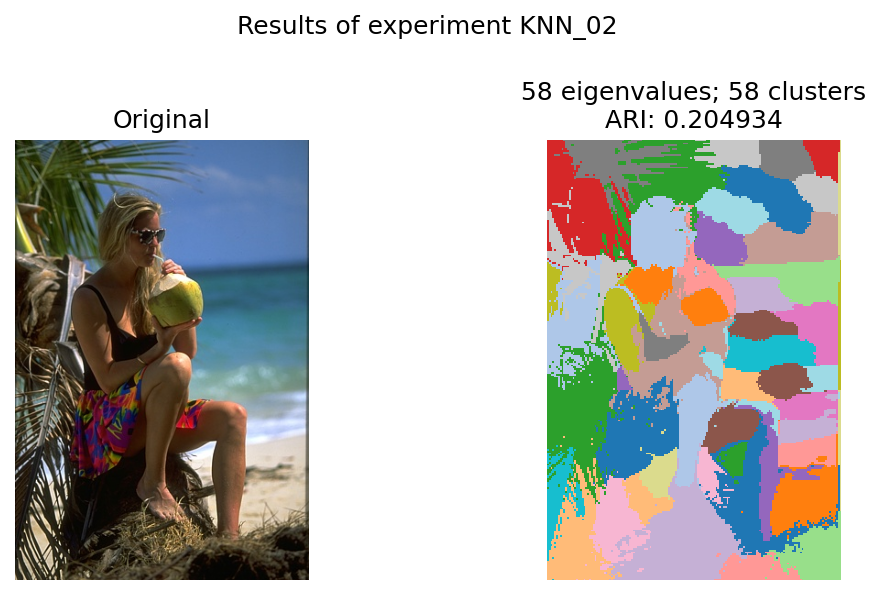 Results of experiment KNN_02
Original
58 eigenvalues; 58 clusters
ARI: 0.204934